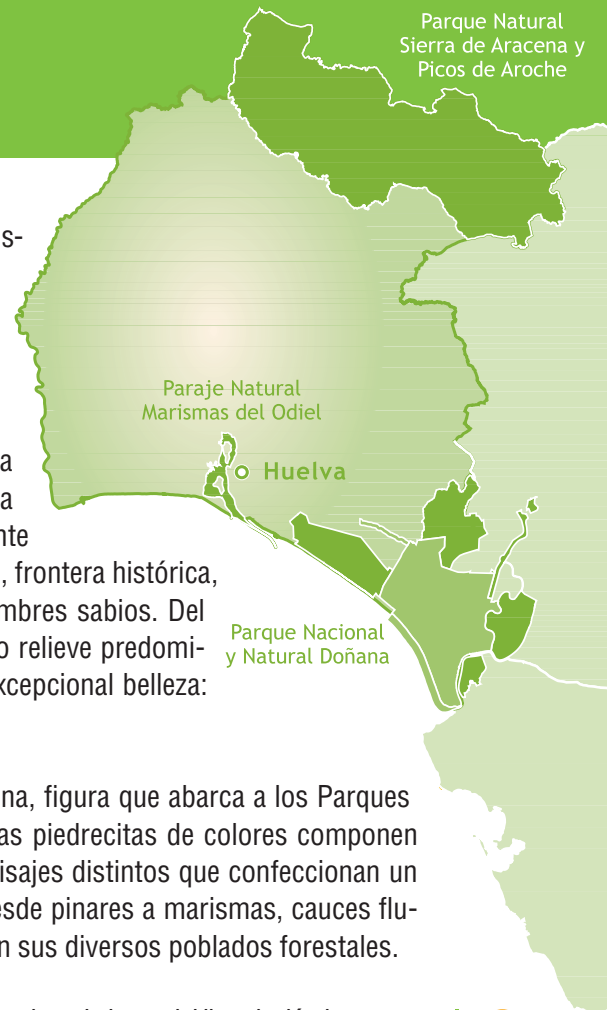 Parque Natural
Sierra de Aracena y
Picos de Aroche
s-
Paraje Natural
Marismas del Odiel
Huelva
a
a
nte
, frontera histórica,
mbres sabios. Del
o relieve predomi-
xcepcional belleza:
Parque Nacional
y Natural Doñana
na, figura que abarca a los Parques
as piedrecitas de colores componen
isajes distintos que confeccionan un
esde pinares a marismas, cauces flu-
n sus diversos poblados forestales.